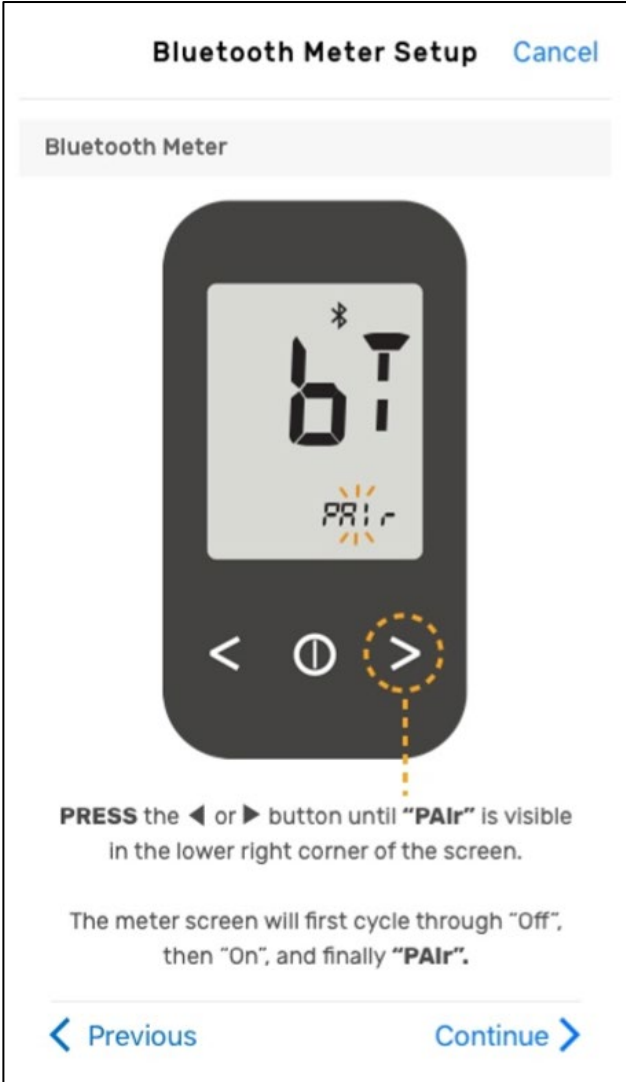 Bluetooth Meter Setup Cancel
Bluetooth Meter
bT
PAIr
PRESS the ◀ or ▶ button until “PAIr” is visible
in the lower right corner of the screen.
The meter screen will first cycle through “Off”,
then “On”, and finally “PAIr”.
Previous Continue